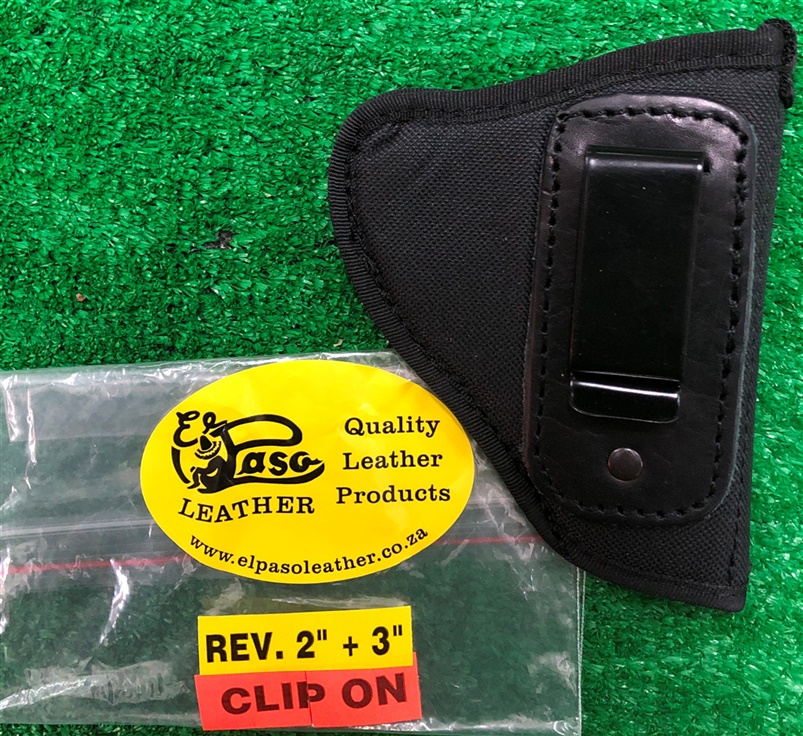 El Paso
LEATHER
Quality
Leather
Products
www.elpasoleather.co.za
REV. 2" + 3"
CLIP ON